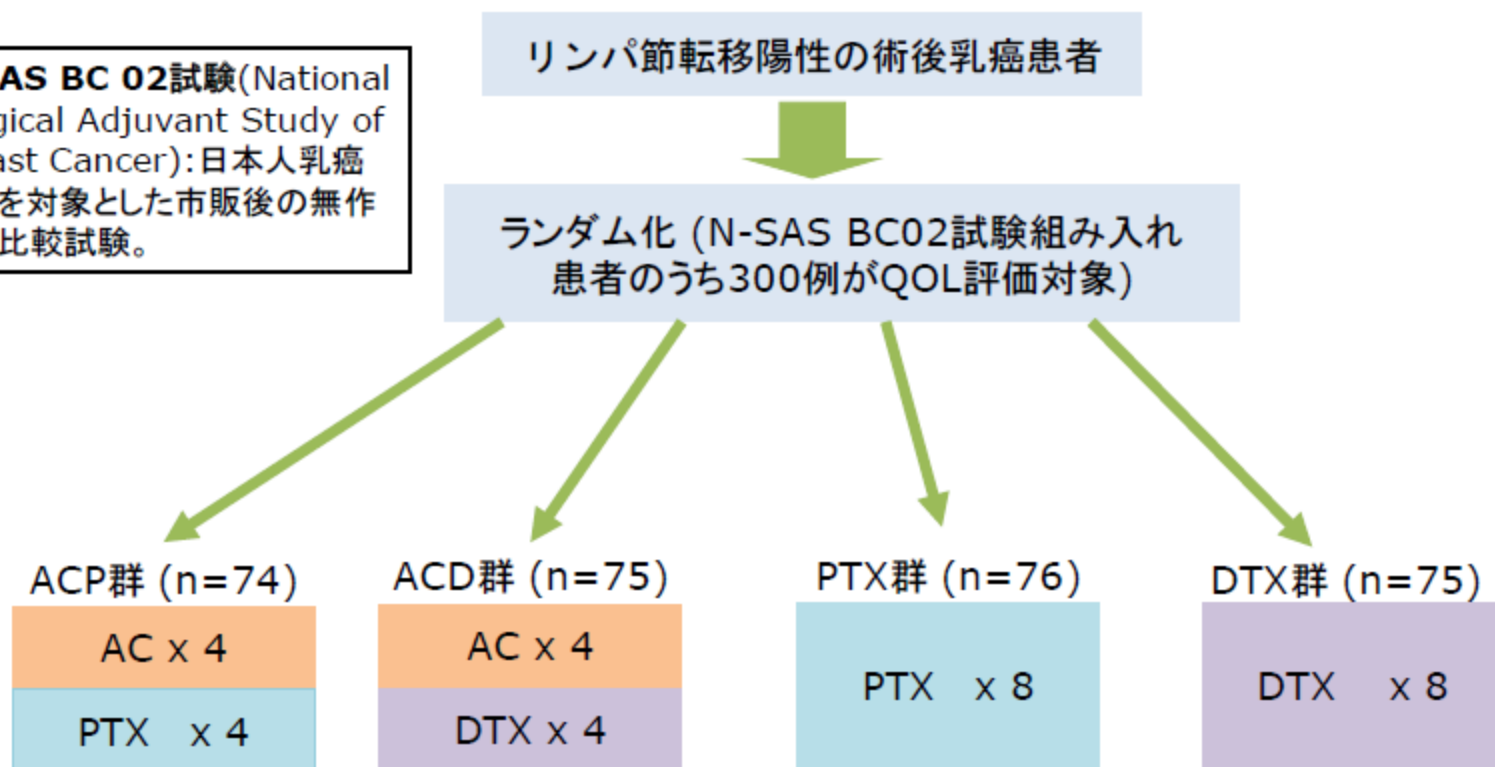 リンパ節転移陽性の術後乳癌患者
AS BC 02試験(National
gical Adjuvant Study of
ast Cancer):日本人乳癌
を対象とした市販後の無作
比較試験。
ランダム化 (N-SAS BC02試験組み入れ
患者のうち300例がQOL評価対象)
ACP群 (n=74)
AC x 4
PTX x 4
ACD群 (n=75)
AC x 4
DTX x 4
PTX群 (n=76)
PTX x 8
DTX群 (n=75)
DTX x 8